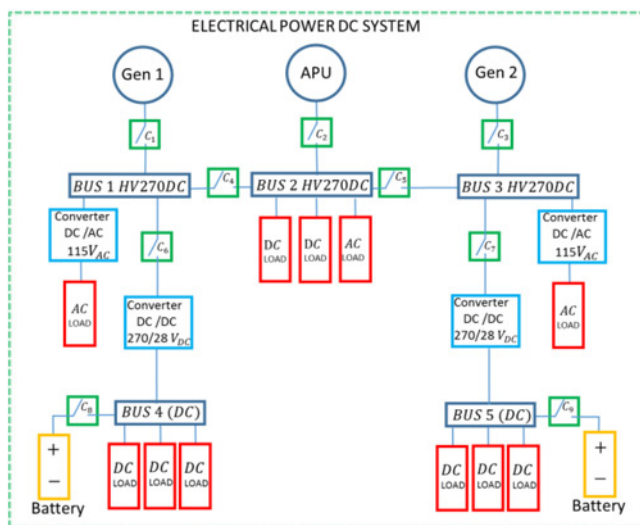 ELECTRICAL POWER DC SYSTEM
Gen 1
APU
Gen 2
C1
C2
C3
BUS 1 HV270DC
C4
BUS 2 HV270DC
C5
BUS 3 HV270DC
Converter
DC /AC
115VAC
C6
DC
LOAD
DC
LOAD
AC
LOAD
C7
Converter
DC /AC
115VAC
AC
LOAD
Converter
DC /DC
270/28 VDC
Converter
DC /DC
270/28 VDC
AC
LOAD
C8
BUS 4 (DC)
BUS 5 (DC)
C9
+
−
Battery
DC
LOAD
DC
LOAD
DC
LOAD
DC
LOAD
DC
LOAD
DC
LOAD
+
−
Battery